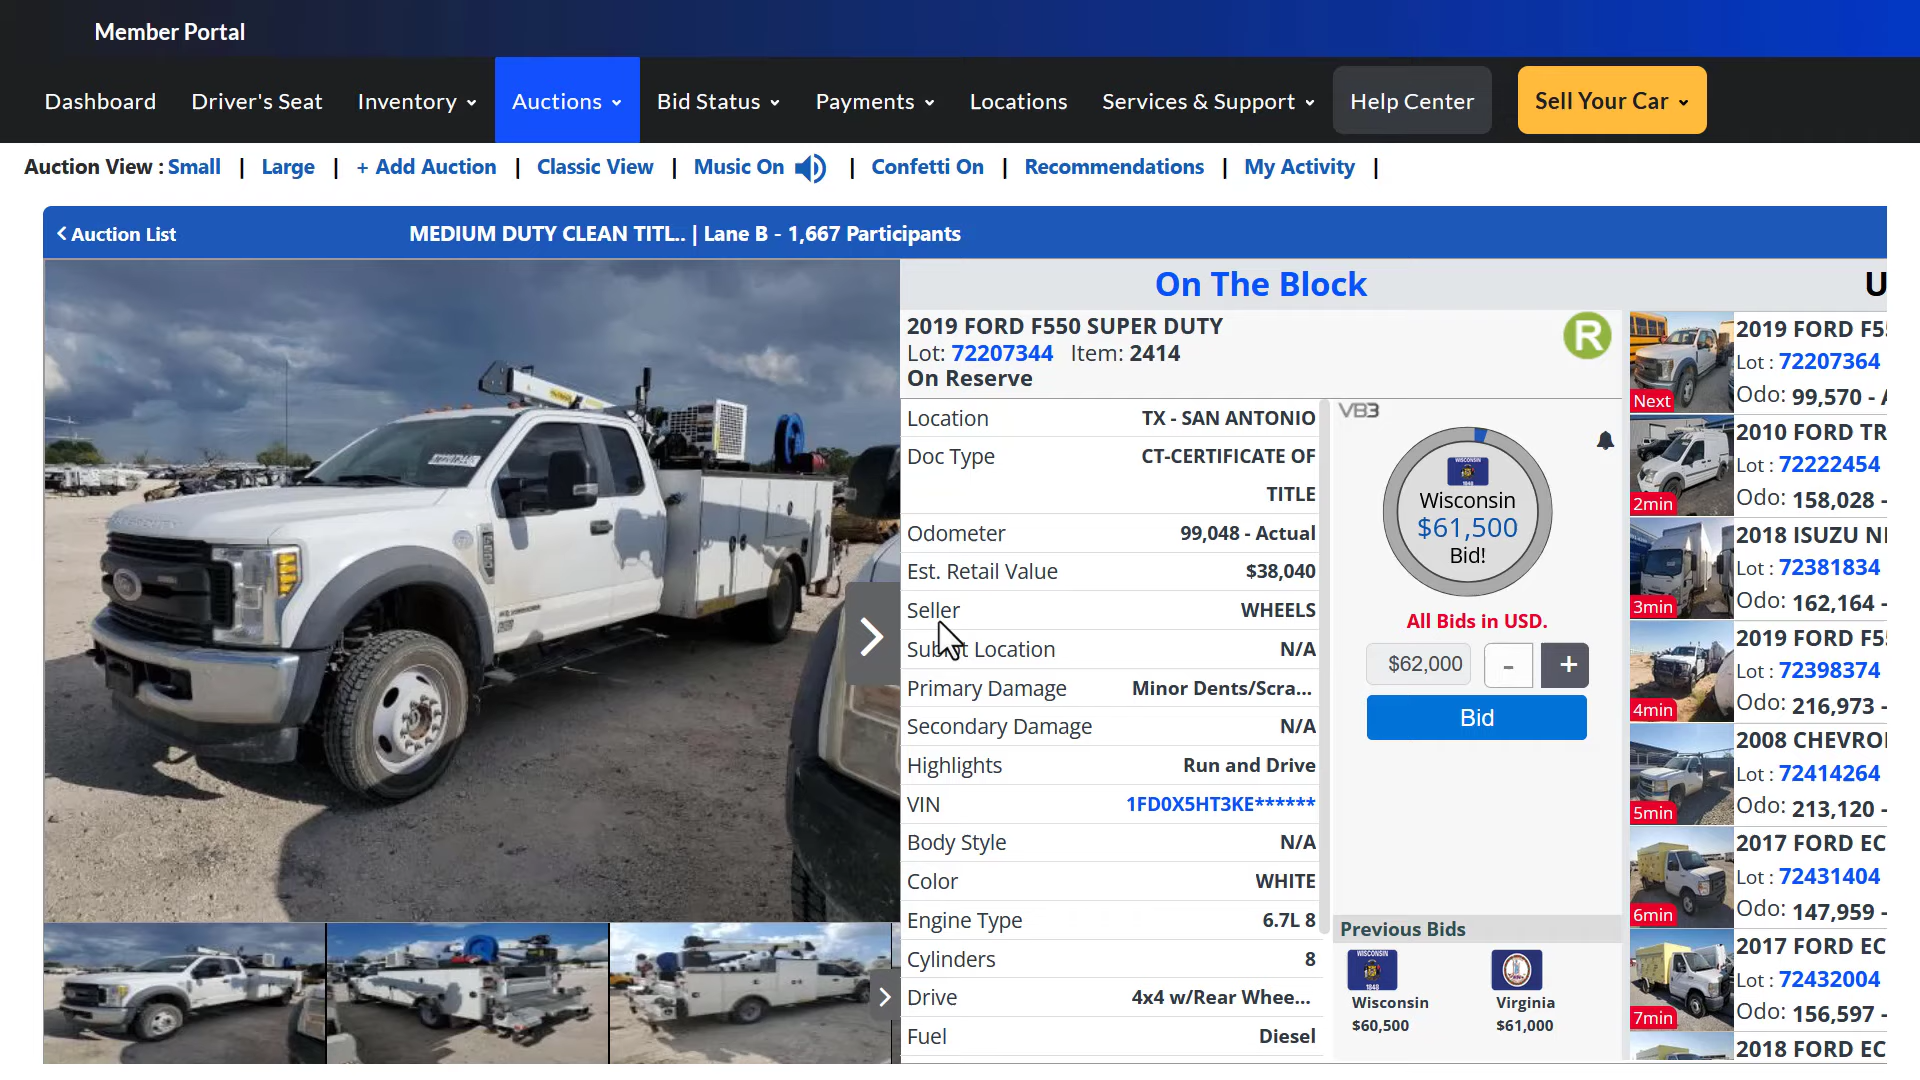 Member Portal
Dashboard Driver's Seat Inventory Auctions Bid Status Payments Locations Services & Support Help Center Sell Your Car
Auction View : Small | Large | + Add Auction | Classic View | Music On | Confetti On | Recommendations | My Activity |
Auction List
MEDIUM DUTY CLEAN TITL.. | Lane B - 1,667 Participants
On The Block
U
2019 FORD F550 SUPER DUTY
Lot: 72207344 Item: 2414
On Reserve
R
Location TX - SAN ANTONIO
Doc Type CT-CERTIFICATE OF
TITLE
Odometer 99,048 - Actual
Est. Retail Value $38,040
Seller WHEELS
Location N/A
Primary Damage Minor Dents/Scra...
Secondary Damage N/A
Highlights Run and Drive
VIN 1FD0X5HT3KE******
Body Style N/A
Color WHITE
Engine Type 6.7L 8
Cylinders 8
Drive 4x4 w/Rear Whee...
Fuel Diesel
VB3
WISCONSIN
1848
Wisconsin
$61,500
Bid!
All Bids in USD.
$62,000 - +
Bid
Previous Bids
WISCONSIN
1848
Wisconsin
$60,500
Virginia
$61,000
2019 FORD F5
Lot : 72207364
Odo: 99,570 -
Next
2010 FORD TR
Lot : 72222454
Odo: 158,028 -
2min
2018 ISUZU N
Lot : 72381834
Odo: 162,164 -
3min
2019 FORD F5
Lot : 72398374
Odo: 216,973 -
4min
2008 CHEVRO
Lot : 72414264
Odo: 213,120 -
5min
2017 FORD EC
Lot : 72431404
Odo: 147,959 -
6min
2017 FORD EC
Lot : 72432004
Odo: 156,597 -
7min
2018 FORD EC